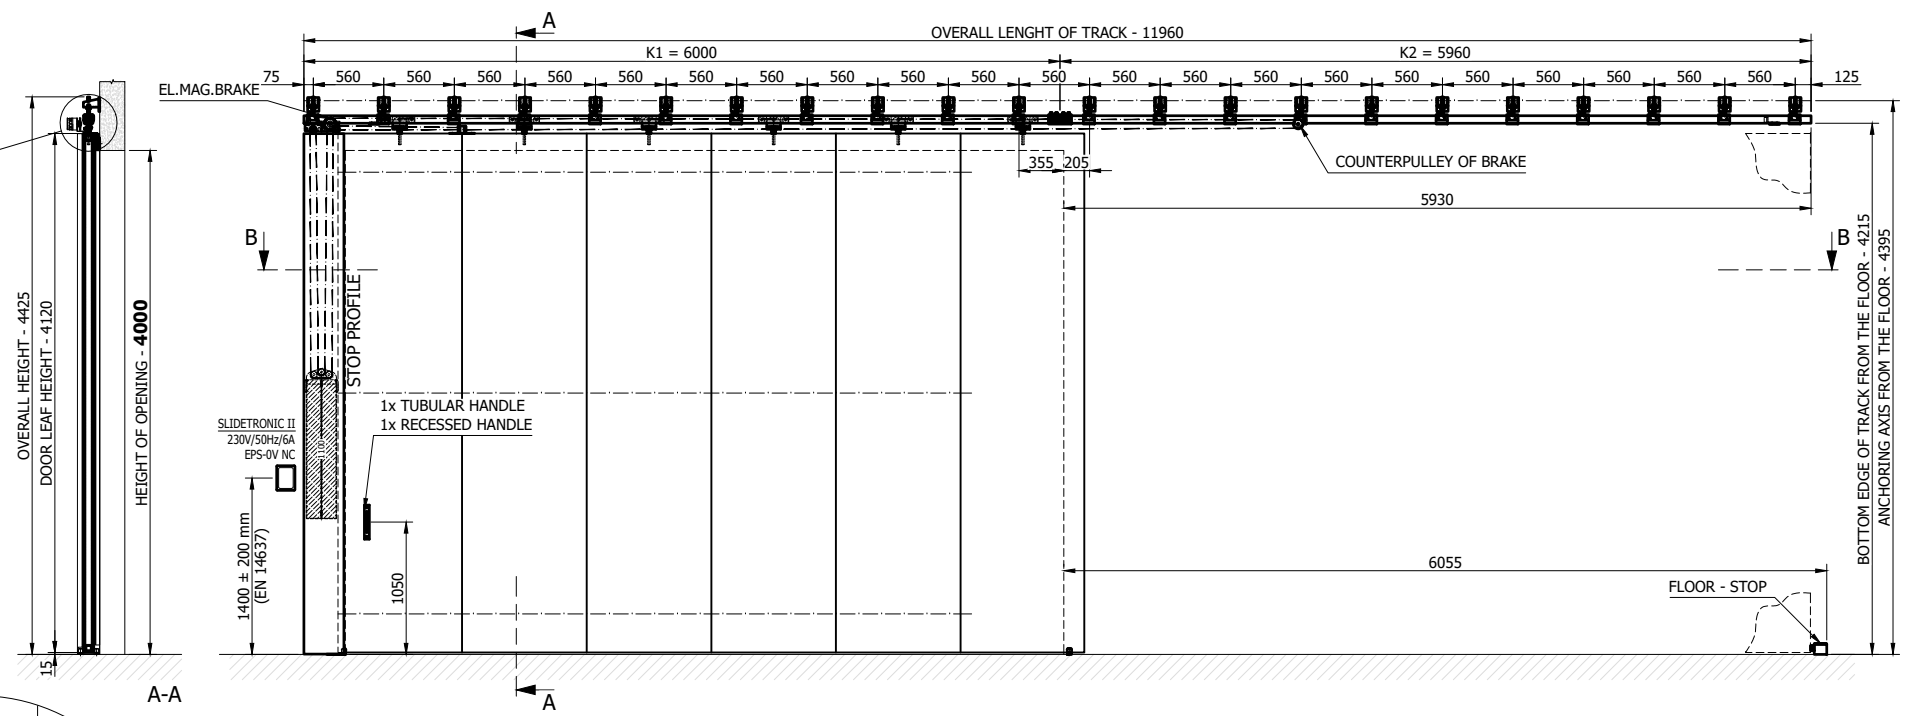 A
OVERALL LENGHT OF TRACK - 11960
K1 = 6000 K2 = 5960
75 560 560 560 560 560 560 560 560 560 560 560 560 560 560 560 560 560 560 560 560 560 125
EL.MAG.BRAKE
COUNTERPULLEY OF BRAKE
355 205
5930
B B
OVERALL HEIGHT - 4425
DOOR LEAF HEIGHT - 4120
HEIGHT OF OPENING - 4000
15
STOP PROFILE
1x TUBULAR HANDLE
1x RECESSED HANDLE
SLIDETRONIC II
230V/50Hz/6A
EPS-0V NC
1100
1400 ± 200 mm
(EN 14637)
1050
6055
FLOOR - STOP
BOTTOM EDGE OF TRACK FROM THE FLOOR - 4215
ANCHORING AXIS FROM THE FLOOR - 4395
A-A
A